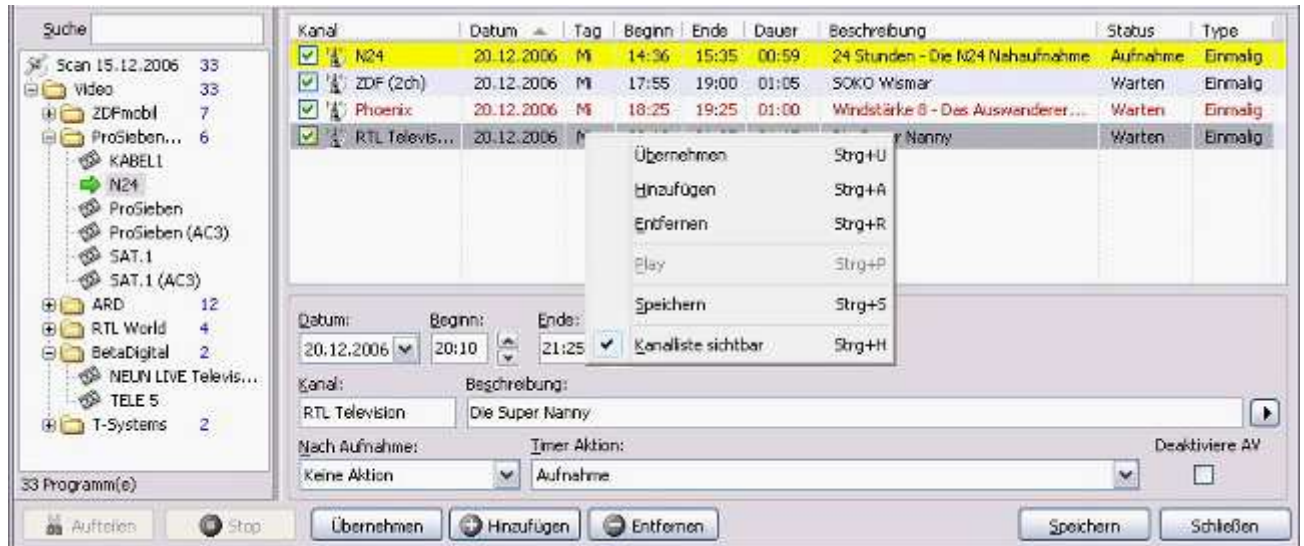 Suche
Scan 15.12.2006 33
Video 33
ZDFmobil 7
ProSieben... 6
KABEL1
N24
ProSieben
ProSieben (AC3)
SAT.1
SAT.1 (AC3)
ARD 12
RTL World 4
BetaDigital 2
NEUN LIVE Televis...
TELE 5
T-Systems 2
33 Programm(e)
Kanal Datum Tag Beginn Ende Dauer Beschreibung Status Type
N24 20.12.2006 Mi 14:36 15:35 00:59 24 Stunden - Die N24 Nahaufnahme Aufnahme Einmalig
ZDF (2ch) 20.12.2006 Mi 17:55 19:00 01:05 SOKO Wismar Warten Einmalig
Phoenix 20.12.2006 Mi 18:25 19:25 01:00 Windstärke 8 - Das Auswanderer... Warten Einmalig
RTL Televis... 20.12.2006 Nanny Warten Einmalig
Übernehmen Strg+U
Hinzufügen Strg+A
Entfernen Strg+R
Play Strg+P
Speichern Strg+S
Kanalliste sichtbar Strg+H
Datum: Beginn: Ende:
20.12.2006 20:10 21:25
Kanal: Beschreibung:
RTL Television Die Super Nanny
Nach Aufnahme: Timer Aktion: Deaktiviere AV
Keine Aktion Aufnahme
Aufteilen Stop Übernehmen Hinzufügen Entfernen Speichern Schließen